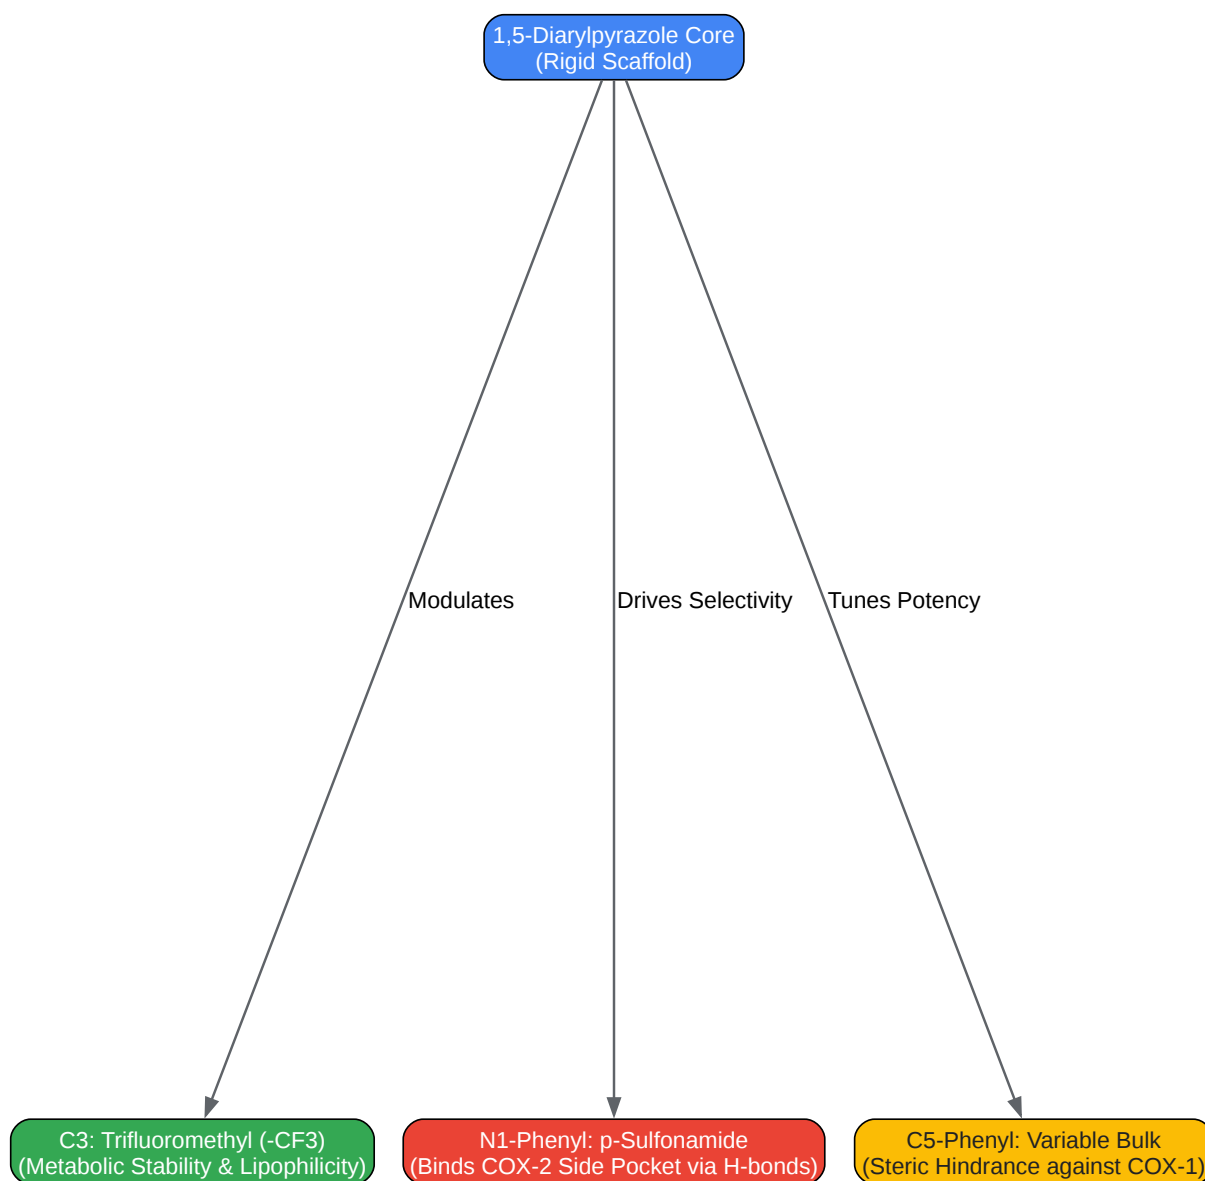 1,5-Diarylpyrazole Core
(Rigid Scaffold)
Modulates
Drives Selectivity
Tunes Potency
C3: Trifluoromethyl (-CF3)
(Metabolic Stability & Lipophilicity)
N1-Phenyl: p-Sulfonamide
(Binds COX-2 Side Pocket via H-bonds)
C5-Phenyl: Variable Bulk
(Steric Hindrance against COX-1)